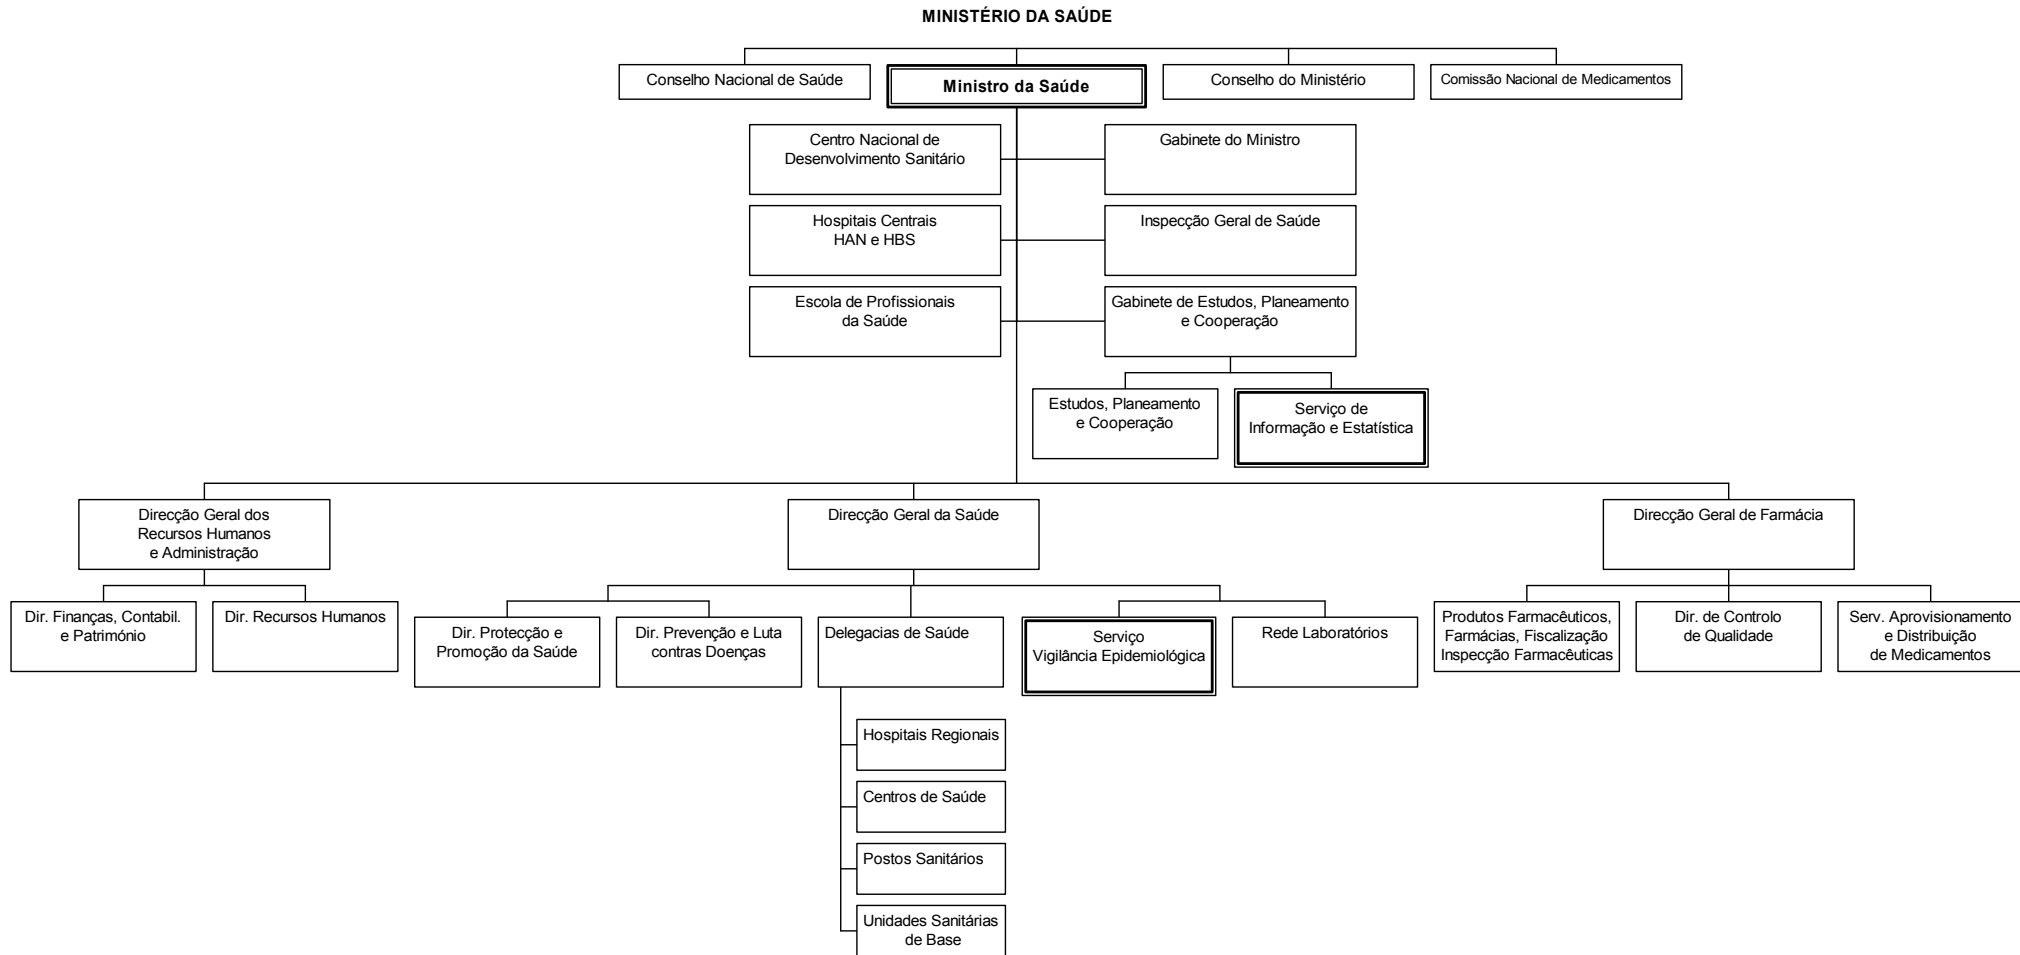 MINISTÉRIO DA SAÚDE
Conselho Nacional de Saúde
Ministro da Saúde
Conselho do Ministério
Comissão Nacional de Medicamentos
Centro Nacional de
Desenvolvimento Sanitário
Gabinete do Ministro
Hospitais Centrais
HAN e HBS
Inspecção Geral de Saúde
Escola de Profissionais
da Saúde
Gabinete de Estudos, Planeamento
e Cooperação
Estudos, Planeamento
e Cooperação
Serviço de
Informação e Estatística
Direcção Geral dos
Recursos Humanos
e Administração
Direcção Geral da Saúde
Direcção Geral de Farmácia
Dir. Finanças, Contabil.
e Património
Dir. Recursos Humanos
Dir. Protecção e
Promoção da Saúde
Dir. Prevenção e Luta
contras Doenças
Delegacias de Saúde
Serviço
Vigilância Epidemiológica
Rede Laboratórios
Produtos Farmacêuticos,
Farmácias, Fiscalização
Inspecção Farmacêuticas
Dir. de Controlo
de Qualidade
Serv. Aprovisionamento
e Distribuição
de Medicamentos
Hospitais Regionais
Centros de Saúde
Postos Sanitários
Unidades Sanitárias
de Base